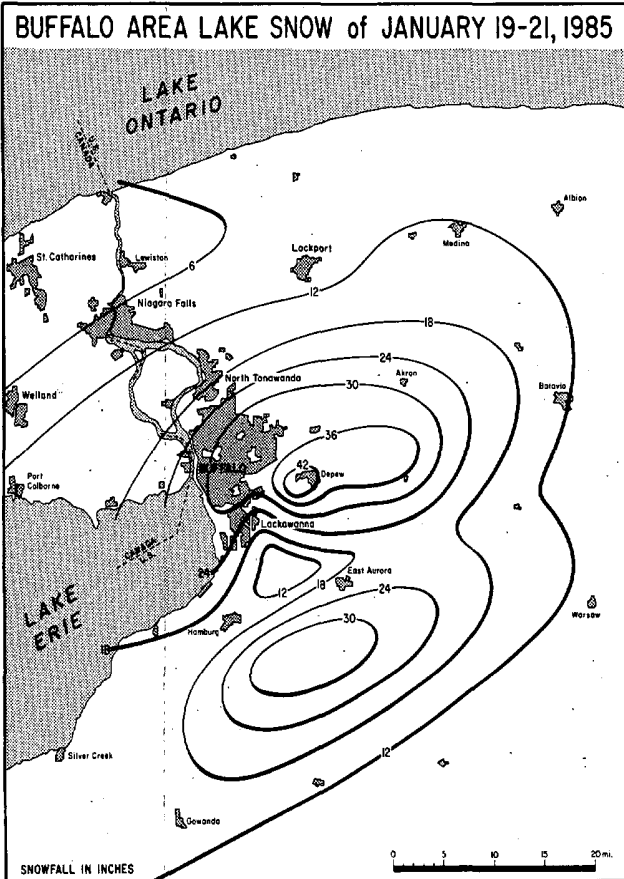 BUFFALO AREA LAKE SNOW of JANUARY 19-21, 1985
LAKE
ONTARIO
U.S.
CANADA
Albion
Medina
St. Catharines
Lewiston
Lockport
6
12
Niagara Falls
18
24
North Tonawanda
Akron
30
Batavia
Welland
36
42
BUFFALO
Depew
Port
Colborne
Lackawanna
CANADA
U.S.
24
12
18
East Aurora
24
LAKE
ERIE
Warsaw
Hamburg
30
18
12
Silver Creek
Gowanda
SNOWFALL IN INCHES
0 5 10 15 20 mi.